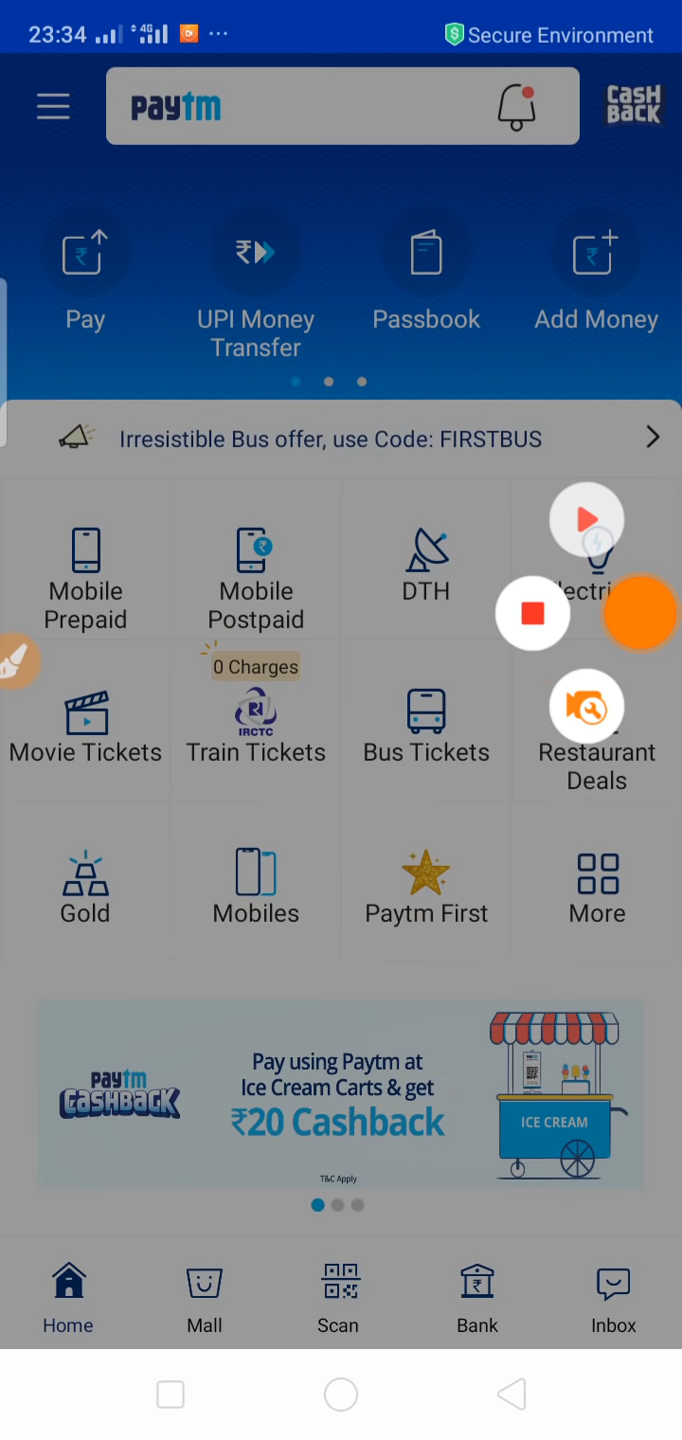 23:34 4G ... Secure Environment
paytm CASH BACK
Pay
UPI Money Transfer
Passbook
Add Money
Irresistible Bus offer, use Code: FIRSTBUS
Mobile Prepaid
Mobile Postpaid
DTH
0 Charges
Movie Tickets
IRCTC
Train Tickets
Bus Tickets
Restaurant Deals
Gold
Mobiles
Paytm First
More
paytm
CASHBACK
Pay using Paytm at
Ice Cream Carts & get
₹20 Cashback
T&C Apply
ICE CREAM
Home
Mall
Scan
Bank
Inbox